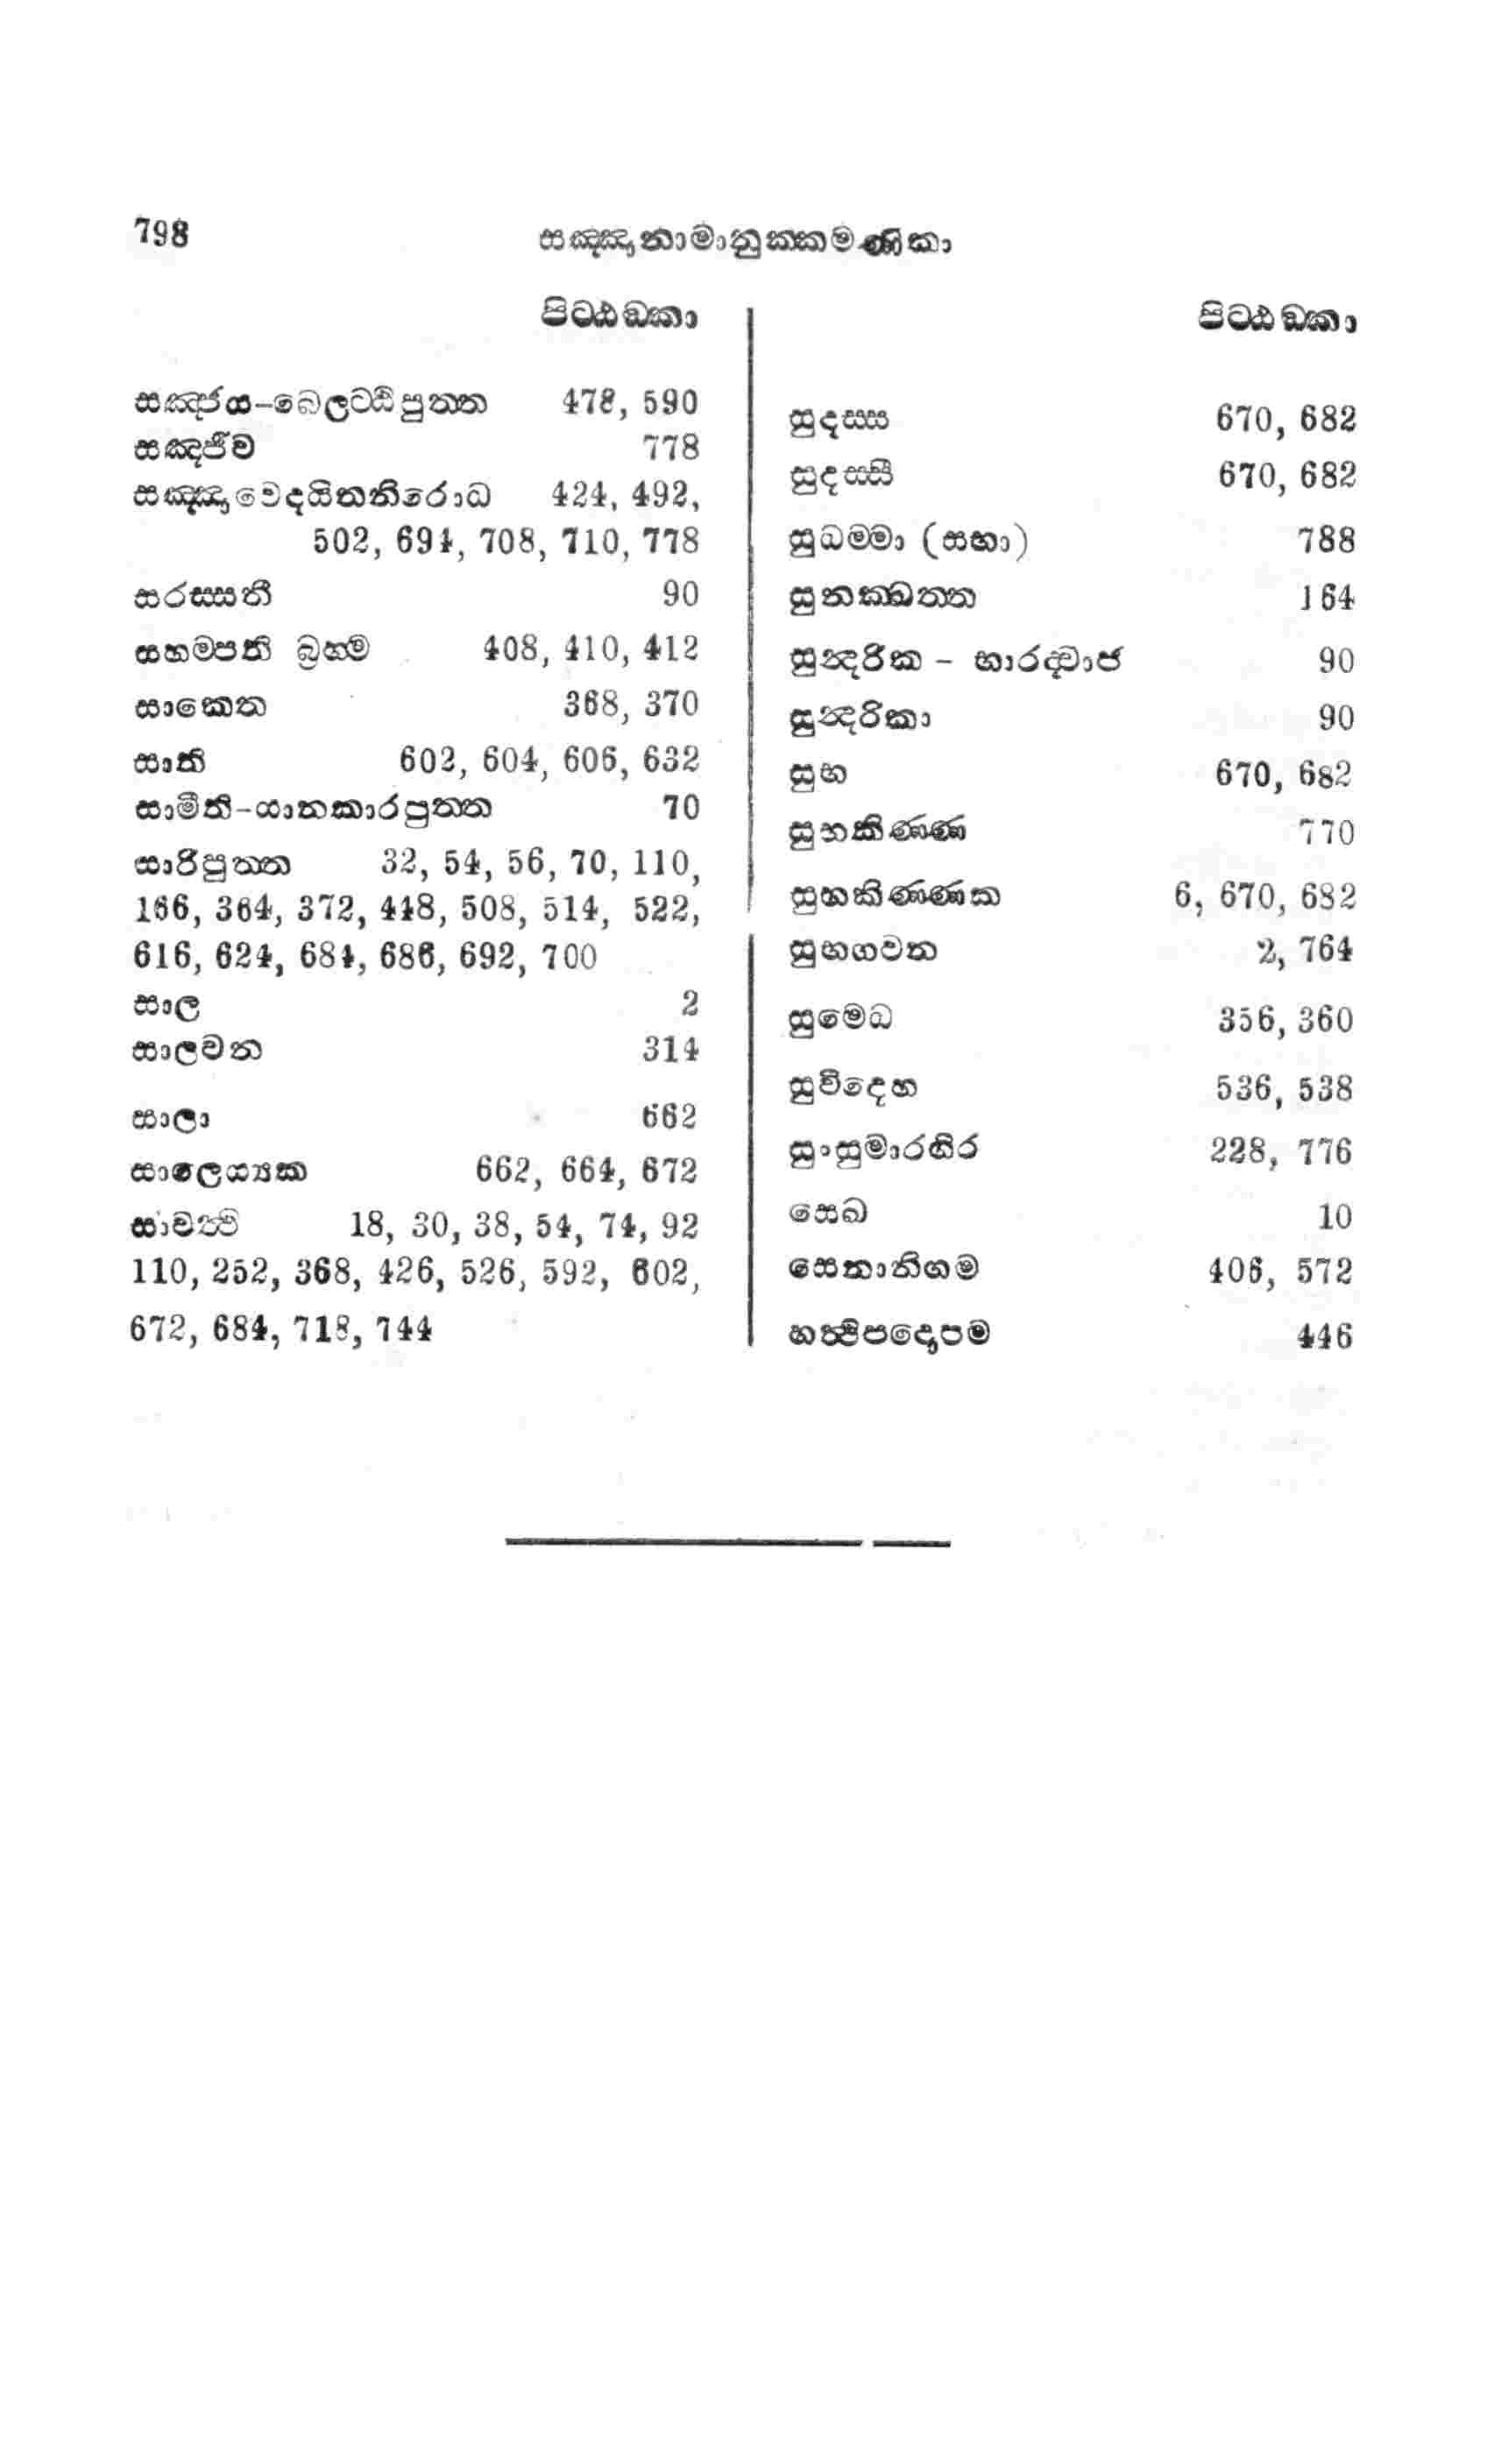 798
සඤ්ඤානාමානුක්කමණිකා
පිට්ඨඞ්කා
සඤ්ජය-බෙලට්ඨිපුත්ත 478, 590
සඤ්ජීව 778
සඤ්ඤාවෙදයිතනිරොධ 424, 492,
502, 694, 708, 710, 778
සරස්සතී 90
සහම්පති බ්‍රහ්ම 408, 410, 412
සාකෙත 368, 370
සාති 602, 604, 606, 632
සාමීති-යානකාරපුත්ත 70
සාරිපුත්ත 32, 54, 56, 70, 110,
166, 364, 372, 448, 508, 514, 522,
616, 624, 684, 686, 692, 700
සාල 2
සාලවන 314
සාලා 662
සාලෙය්‍යක 662, 664, 672
සාවත්ථි 18, 30, 38, 54, 74, 92
110, 252, 368, 426, 526, 592, 602,
672, 684, 718, 744
පිට්ඨඞ්කා
සුදස්ස 670, 682
සුදස්සී 670, 682
සුධම්මා (සභා) 788
සුනක්ඛත්ත 164
සුන්‍දරික - භාරද්වාජ 90
සුන්‍දරිකා 90
සුභ 670, 682
සුභකිණ්ණ 770
සුභකිණ්ණක 6, 670, 682
සුභගවන 2, 764
සුමෙධ 356, 360
සුවිදෙහ 536, 538
සුංසුමාරගිර 228, 776
සෙඛ 10
සෙනානිගම 406, 572
හත්ථිපදොපම 446